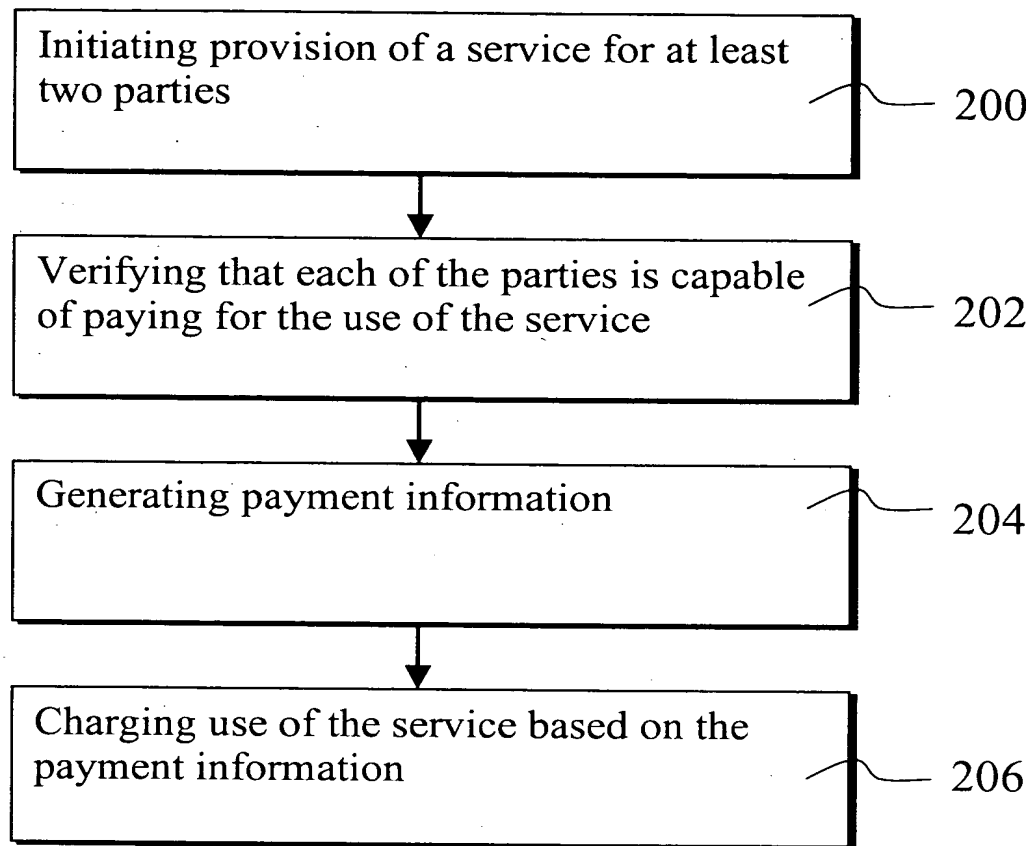 Initiating provision of a service for at least
two parties
200
Verifying that each of the parties is capable
of paying for the use of the service
202
Generating payment information
204
Charging use of the service based on the
payment information
206